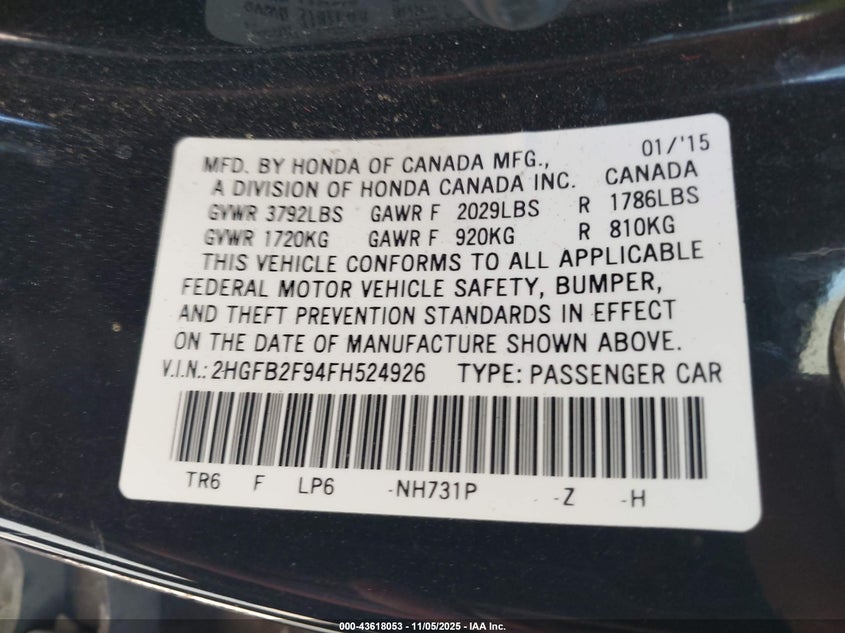 MFD. BY HONDA OF CANADA MFG., 01/'15
A DIVISION OF HONDA CANADA INC. CANADA
GVWR 3792LBS GAWR F 2029LBS R 1786LBS
GVWR 1720KG GAWR F 920KG R 810KG
THIS VEHICLE CONFORMS TO ALL APPLICABLE
FEDERAL MOTOR VEHICLE SAFETY, BUMPER,
AND THEFT PREVENTION STANDARDS IN EFFECT
ON THE DATE OF MANUFACTURE SHOWN ABOVE.
V.I.N.: 2HGFB2F94FH524926 TYPE: PASSENGER CAR
TR6 F LP6 -NH731P -Z -H
000-43618053 - 11/05/2025 - IAA Inc.